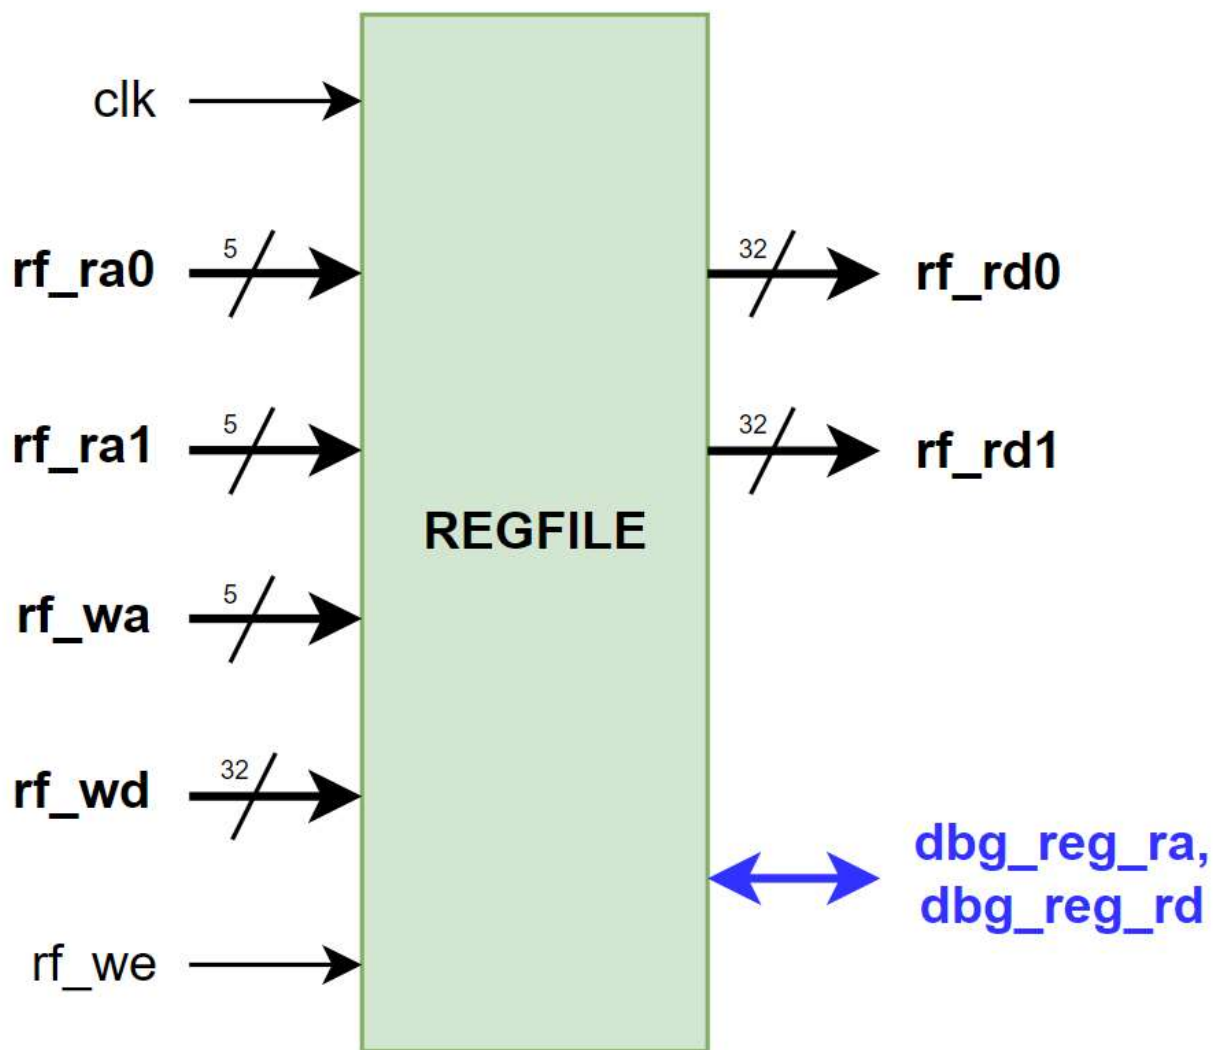 clk
rf_ra0
5
32
rf_rd0
rf_ra1
5
32
rf_rd1
REGFILE
rf_wa
5
rf_wd
32
dbg_reg_ra,
dbg_reg_rd
rf_we